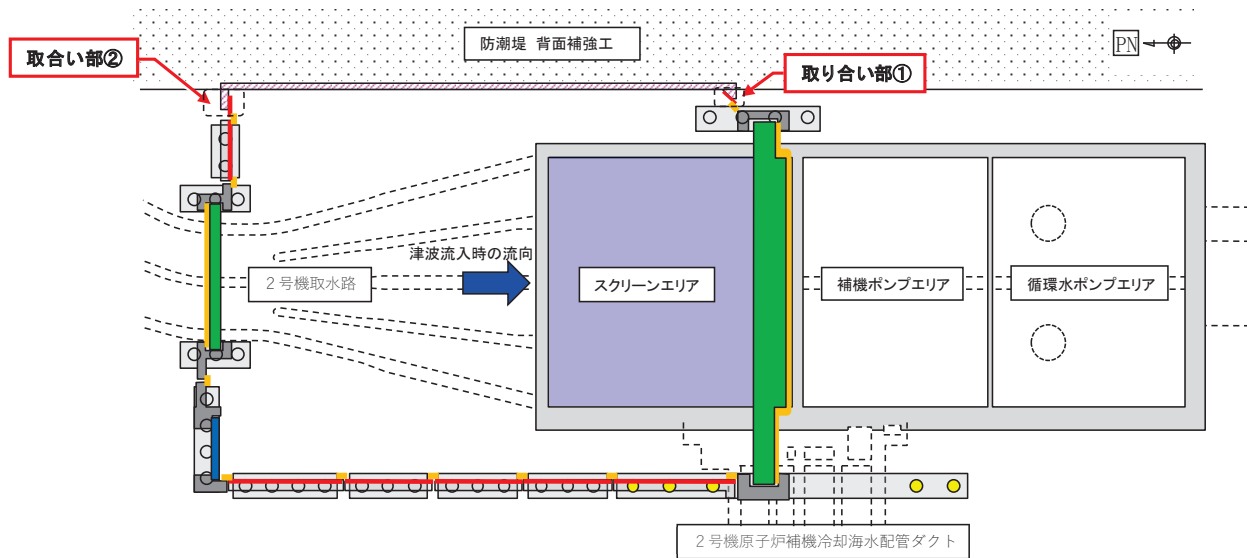 防潮堤 背面補強工
PN
取合い部②
取り合い部①
津波流入時の流向
2号機取水路
スクリーンエリア
補機ポンプエリア
循環水ポンプエリア
2号機原子炉補機冷却海水配管ダクト